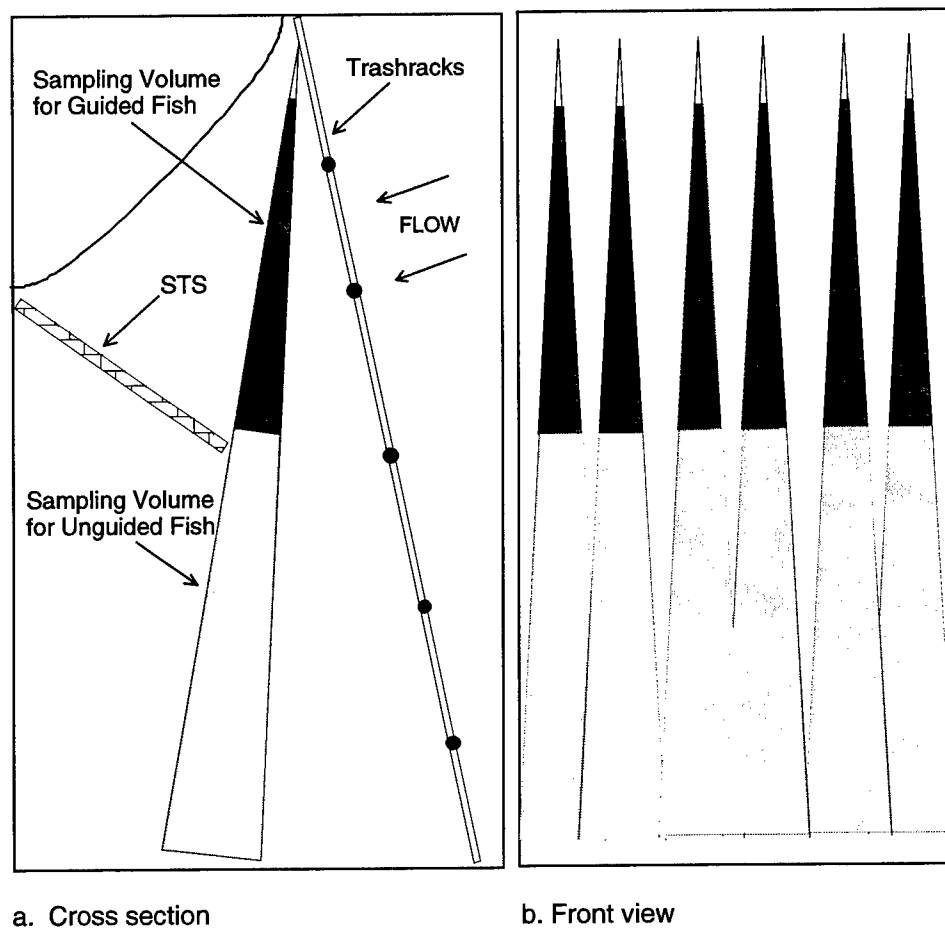 Sampling Volume
for Guided Fish
Trashracks
FLOW
STS
Sampling Volume
for Unguided Fish
a. Cross section
b. Front view